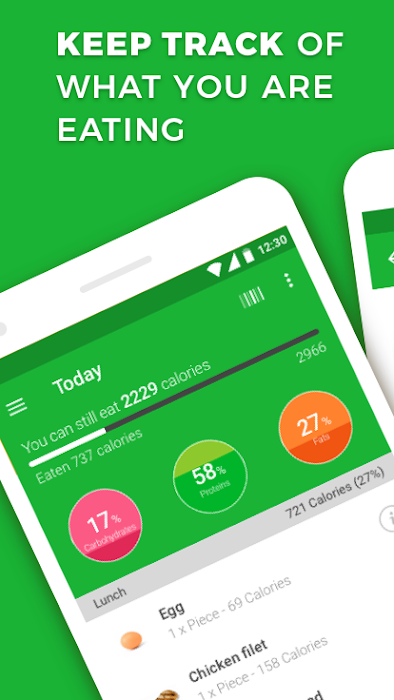 KEEP TRACK OF
WHAT YOU ARE
EATING
12:30
Today
You can still eat 2229 calories
2966
Eaten 737 calories
17%
Carbohydrates
58%
Proteins
27%
Fats
Lunch
721 Calories (27%)
Egg
1 x Piece - 69 Calories
Chicken filet
1 x Piece - 158 Calories